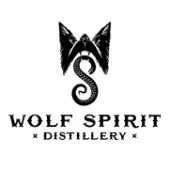 WOLF SPIRIT
× DISTILLERY ×